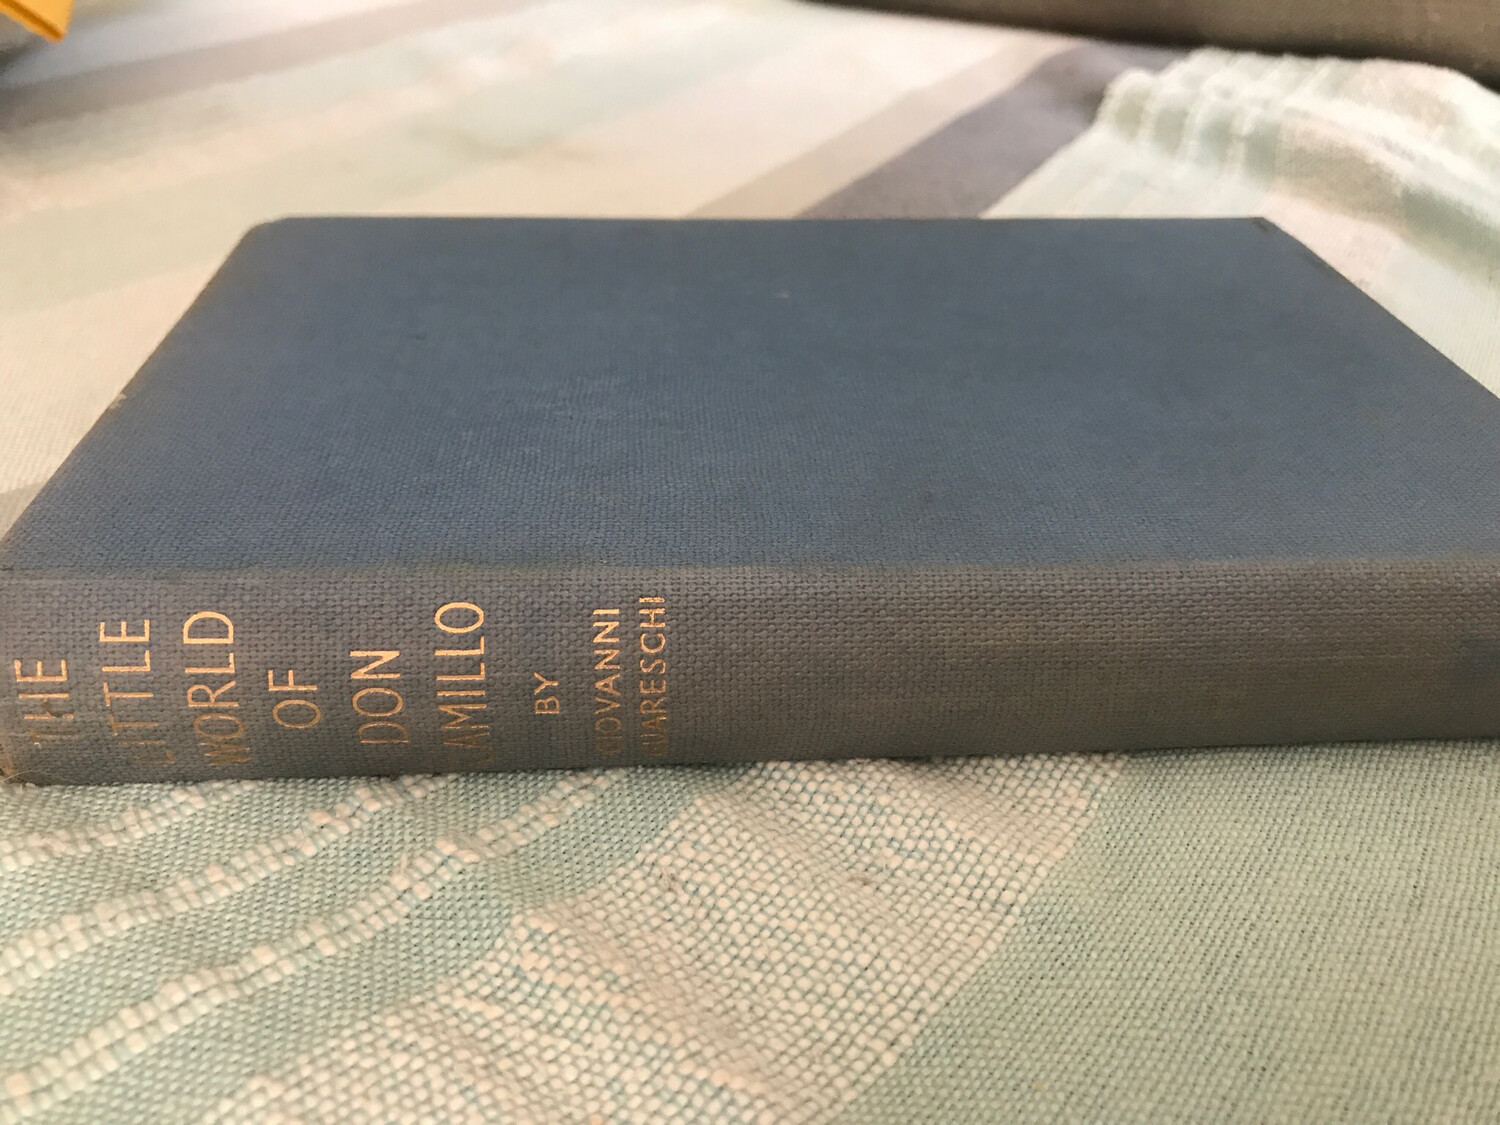 THE
LITTLE
WORLD
OF
DON
CAMILLO
BY
GIOVANNI
GUARESCHI